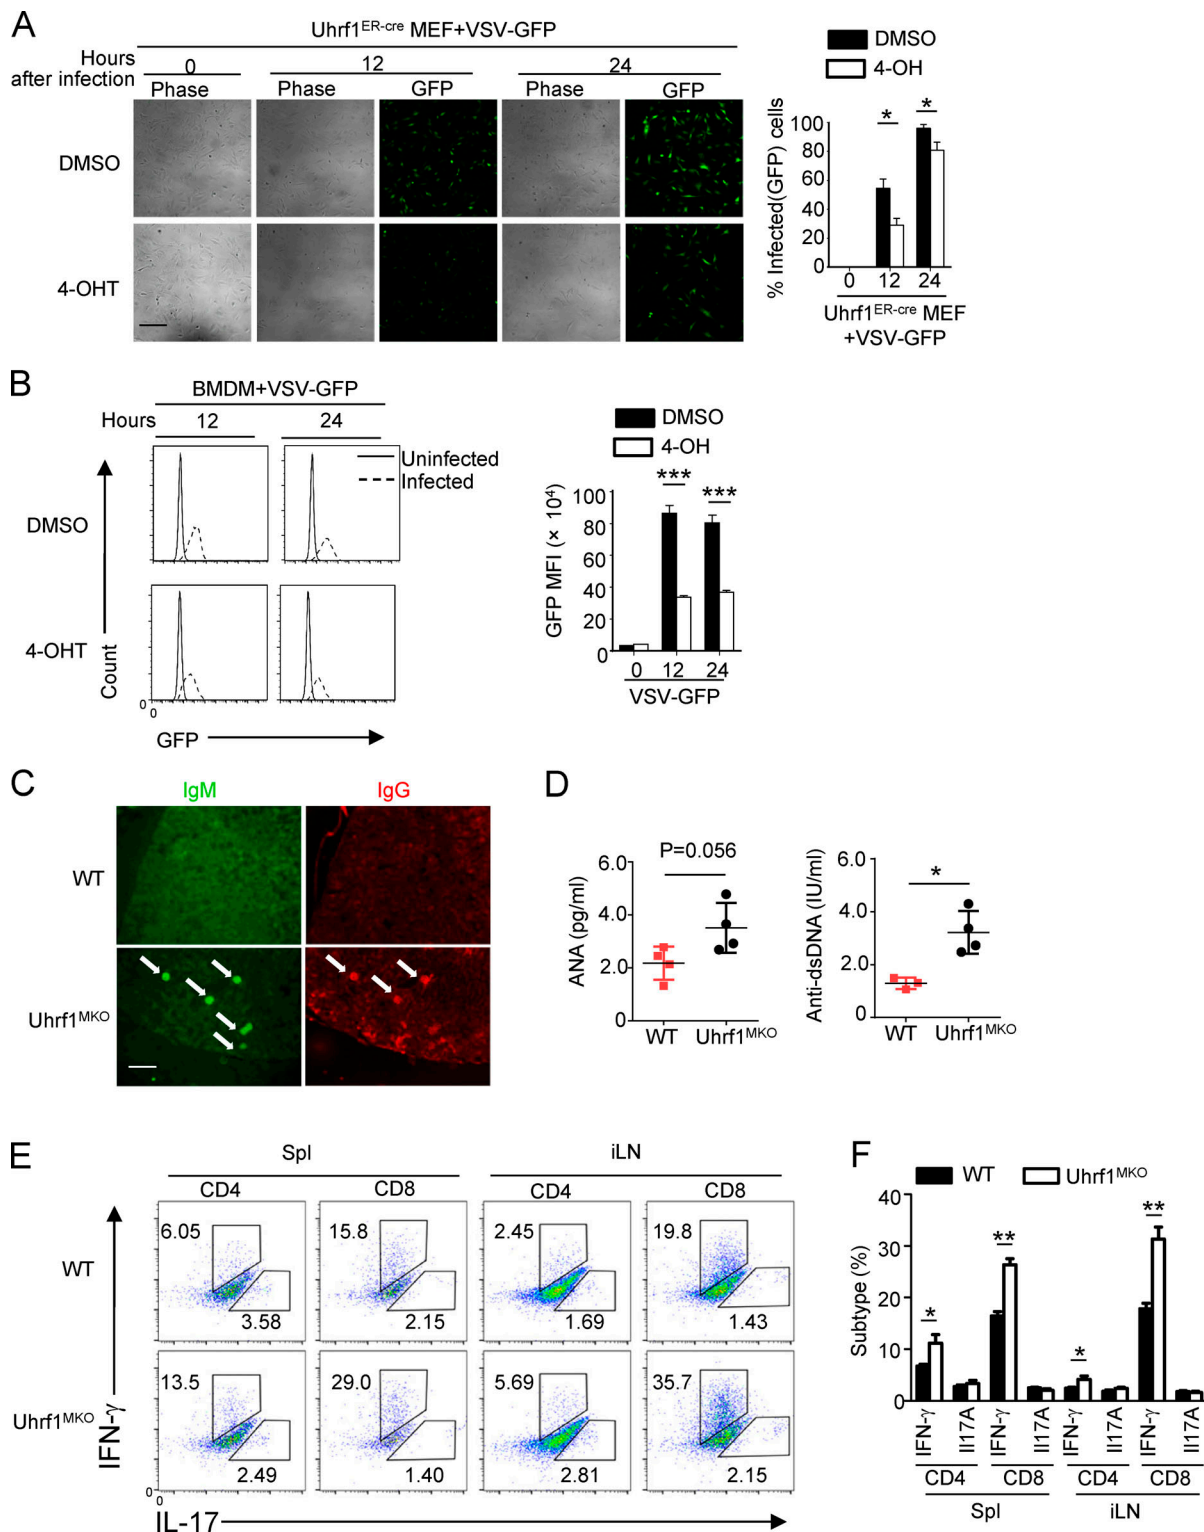 A
Uhrf1ER-cre MEF+VSV-GFP
Hours after infection
0
12
24
Phase
Phase
GFP
Phase
GFP
DMSO
4-OHT
DMSO
4-OH
% Infected(GFP) cells
100
80
60
40
20
0
*
*
0
12
24
Uhrf1ER-cre MEF
+VSV-GFP
B
BMDM+VSV-GFP
Hours
12
24
Uninfected
Infected
DMSO
4-OHT
Count
0
0
GFP
DMSO
4-OH
GFP MFI (× 10⁴)
100
80
60
40
20
0
***
***
0
12
24
VSV-GFP
C
IgM
IgG
WT
Uhrf1MKO
D
P=0.056
ANA (pg/ml)
6.0
4.0
2.0
0
WT
Uhrf1MKO
*
Anti-dsDNA (IU/ml)
6.0
4.0
2.0
0
WT
Uhrf1MKO
E
Spl
iLN
CD4
CD8
CD4
CD8
WT
6.05
3.58
15.8
2.15
2.45
1.69
19.8
1.43
Uhrf1MKO
13.5
2.49
29.0
1.40
5.69
2.81
35.7
2.15
IFN-γ
0
0
IL-17
F
WT
Uhrf1MKO
Subtype (%)
40
30
20
10
0
*
**
*
**
IFN-γ
Il17A
IFN-γ
Il17A
IFN-γ
Il17A
IFN-γ
Il17A
CD4
CD8
CD4
CD8
Spl
iLN